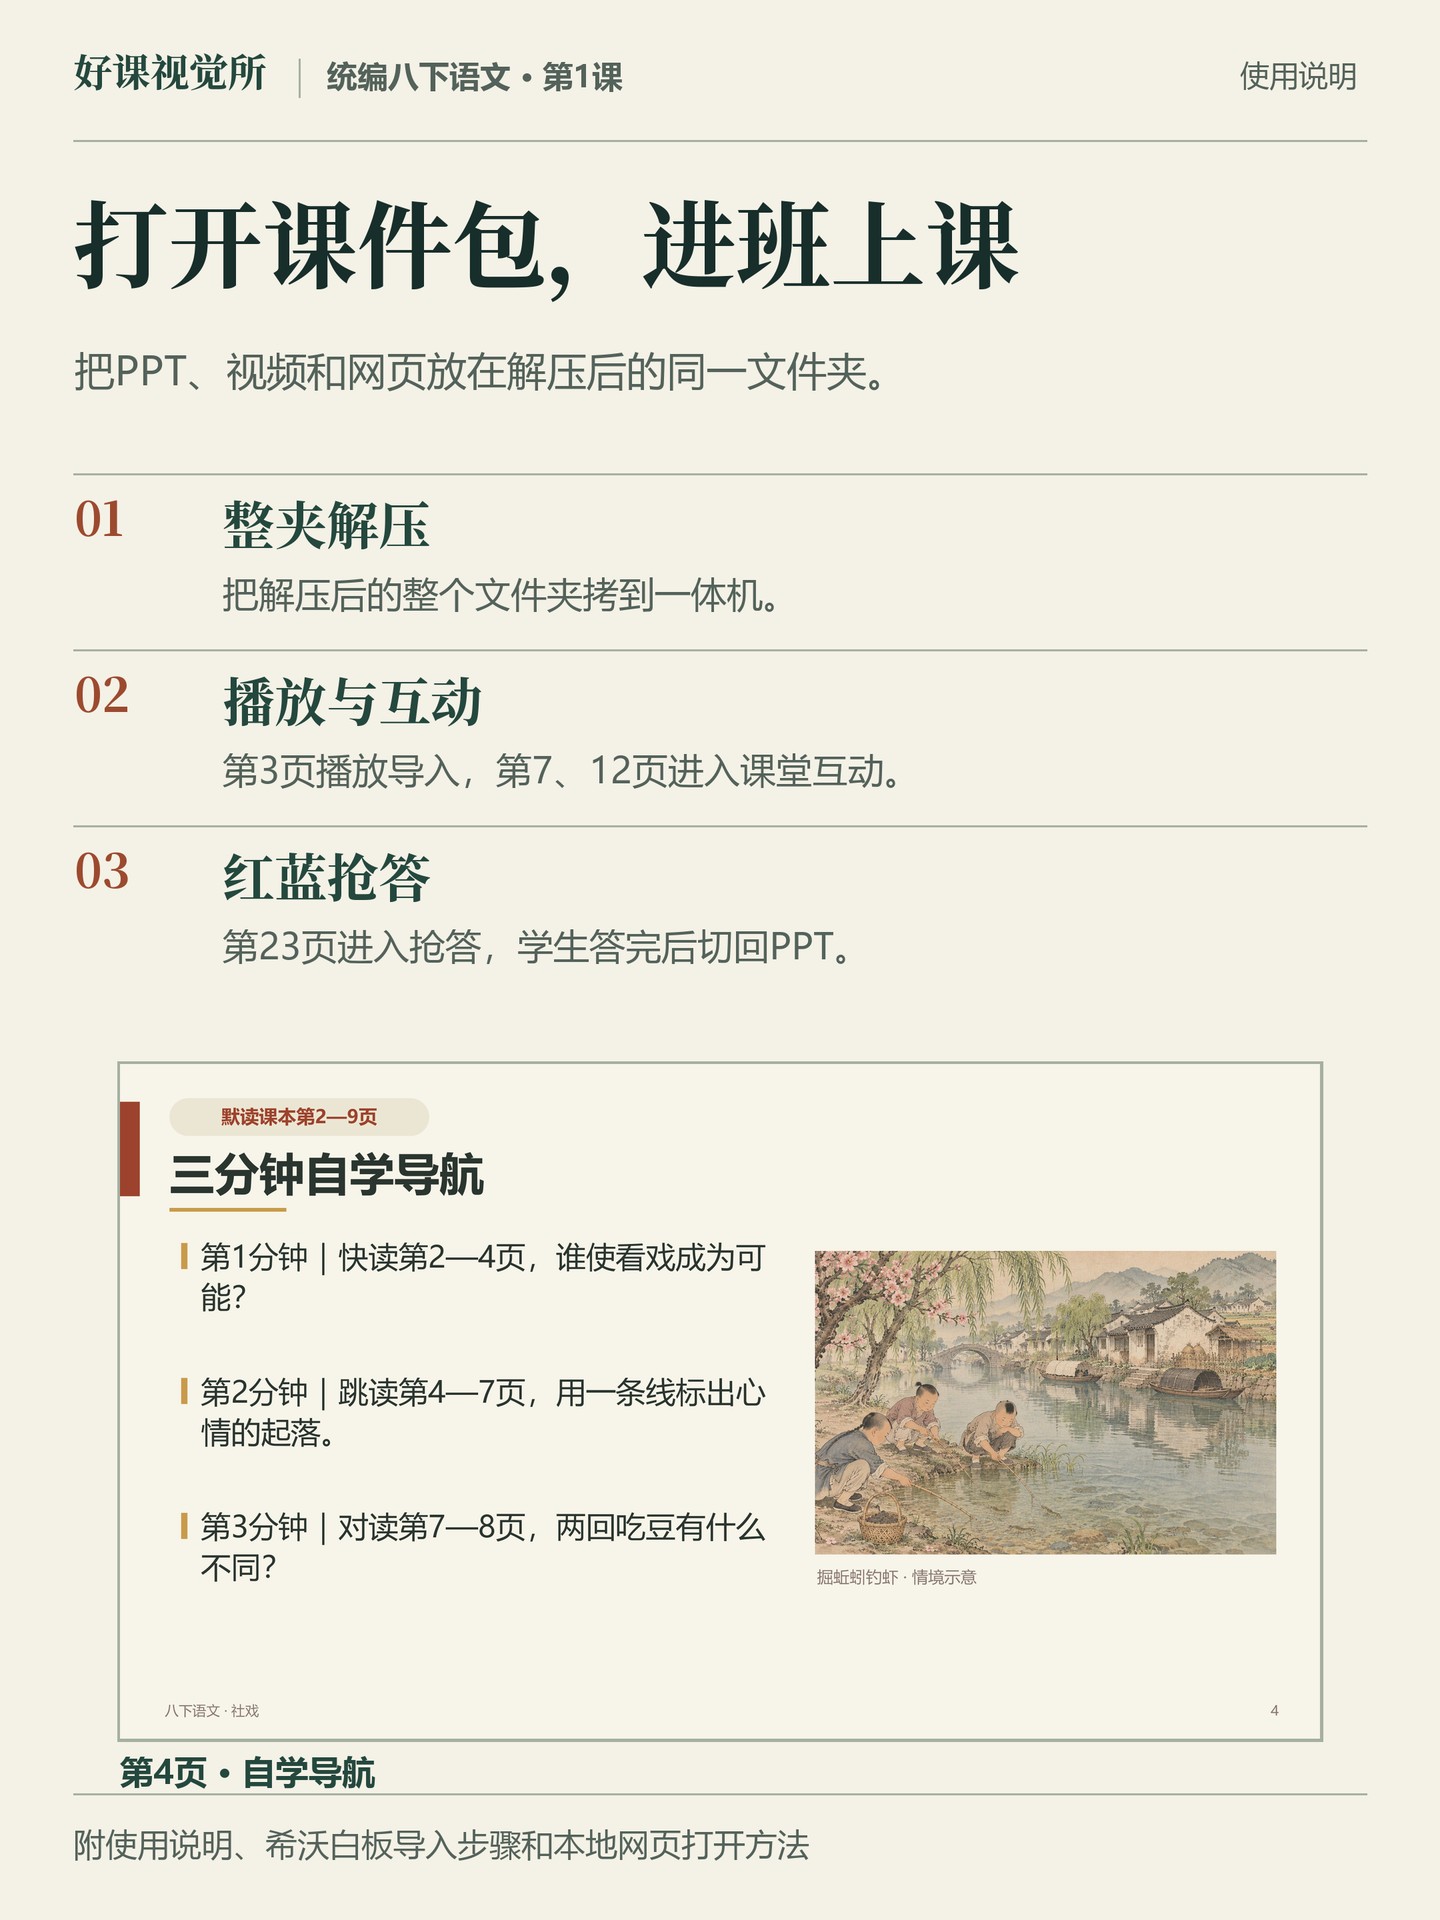 好课视觉所 | 统编八下语文·第1课
使用说明
打开课件包，进班上课
把PPT、视频和网页放在解压后的同一文件夹。
01 整夹解压
把解压后的整个文件夹拷到一体机。
02 播放与互动
第3页播放导入，第7、12页进入课堂互动。
03 红蓝抢答
第23页进入抢答，学生答完后切回PPT。
默读课本第2—9页
三分钟自学导航
第1分钟｜快读第2—4页，谁使看戏成为可
能？
第2分钟｜跳读第4—7页，用一条线标出心
情的起落。
第3分钟｜对读第7—8页，两回吃豆有什么
不同？
掘蚯蚓钓虾·情境示意
八下语文·社戏
4
第4页·自学导航
附使用说明、希沃白板导入步骤和本地网页打开方法